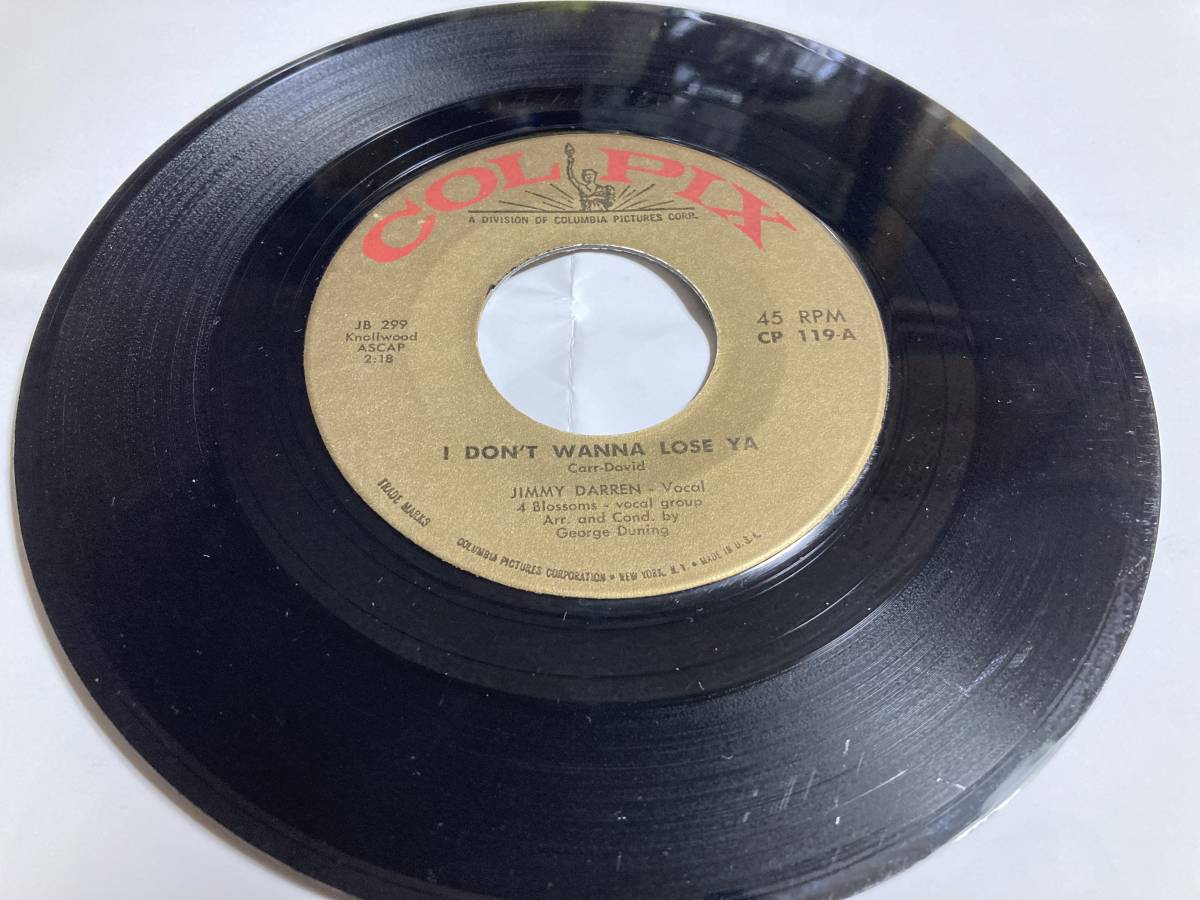 COLPIX
A DIVISION OF COLUMBIA PICTURES CORP.
JB 299
Knollwood
ASCAP
2:18
45 RPM
CP 119-A
I DON'T WANNA LOSE YA
Carr-David
JIMMY DARREN - Vocal
4 Blossoms - vocal group
Arr. and Cond. by
George Duning
TRADE MARKS
COLUMBIA PICTURES CORPORATION • NEW YORK, N.Y. • MADE IN U.S.A.